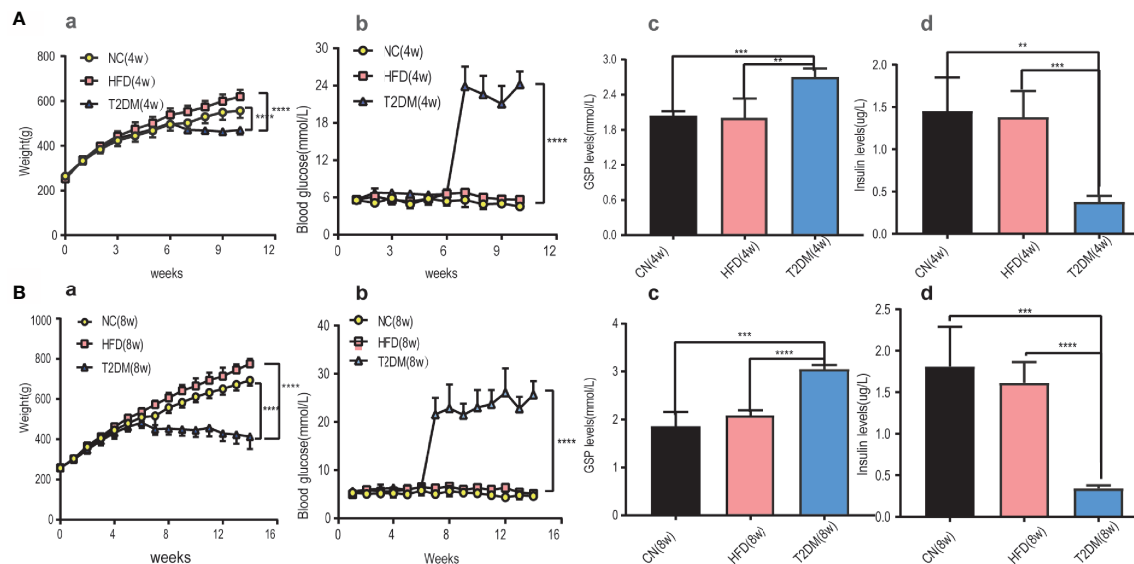 A
a
NC(4w)
HFD(4w)
T2DM(4w)
****
****
Weight(g)
800
600
400
200
0
0 3 6 9 12
weeks
b
NC(4w)
HFD(4w)
T2DM(4w)
****
Blood glucose(mmol/L)
30
24
18
12
6
0
0 3 6 9 12
weeks
c
***
**
GSP levels(mmol/L)
3.0
2.4
1.8
1.2
0.6
0.0
CN(4w) HFD(4w) T2DM(4w)
d
**
***
Insulin levels(ug/L)
2.0
1.5
1.0
0.5
0.0
CN(4w) HFD(4w) T2DM(4w)
B
a
NC(8w)
HFD(8w)
T2DM(8w)
****
****
Weight(g)
1000
800
600
400
200
0
0 4 8 12 16
weeks
b
NC(8w)
HFD(8w)
T2DM(8w)
****
Blood glucose(mmol/L)
40
30
20
10
0
0 4 8 12 16
Weeks
c
***
****
GSP levels(mmol/L)
4
3
2
1
0
CN(8w) HFD(8w) T2DM(8w)
d
***
****
Insulin levels(ug/L)
2.5
2.0
1.5
1.0
0.5
0.0
CN(8w) HFD(8w) T2DM(8w)